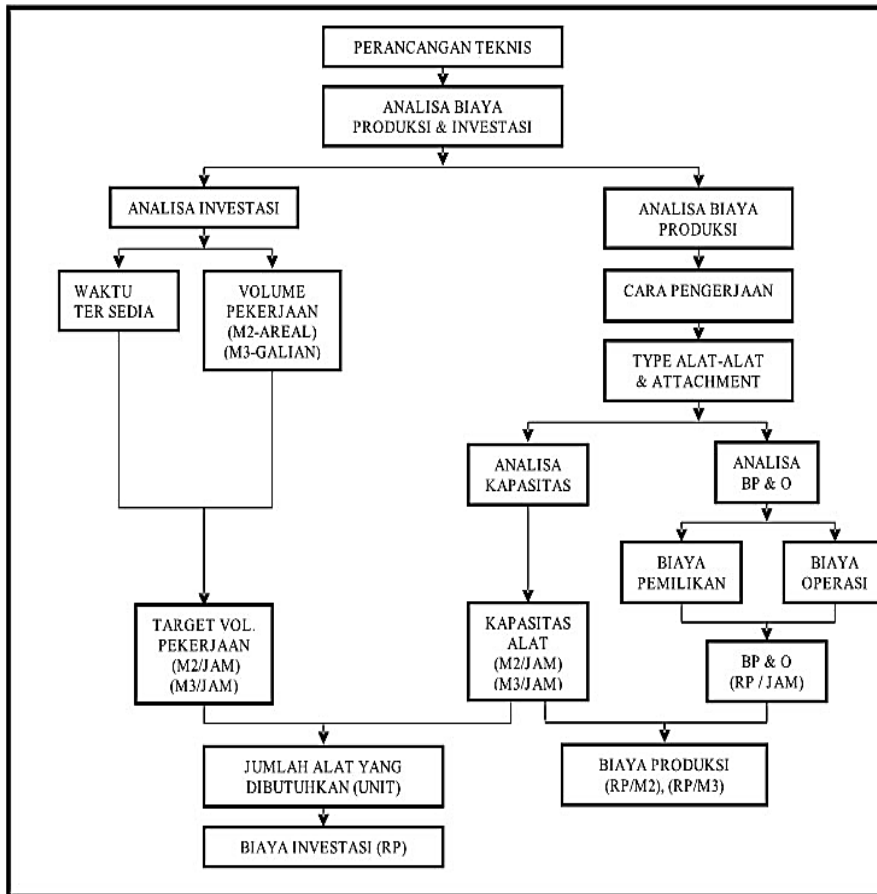 PERANCANGAN TEKNIS
ANALISA BIAYA
PRODUKSI & INVESTASI
ANALISA INVESTASI
ANALISA BIAYA
PRODUKSI
WAKTU
TER SEDIA
VOLUME
PEKERJAAN
(M2-AREAL)
(M3-GALIAN)
CARA PENGERJAAN
TYPE ALAT-ALAT
& ATTACHMENT
ANALISA
KAPASITAS
ANALISA
BP & O
BIAYA
PEMILIKAN
BIAYA
OPERASI
TARGET VOL.
PEKERJAAN
(M2/JAM)
(M3/JAM)
KAPASITAS
ALAT
(M2/JAM)
(M3/JAM)
BP & O
(RP / JAM)
JUMLAH ALAT YANG
DIBUTUHKAN (UNIT)
BIAYA PRODUKSI
(RP/M2), (RP/M3)
BIAYA INVESTASI (RP)